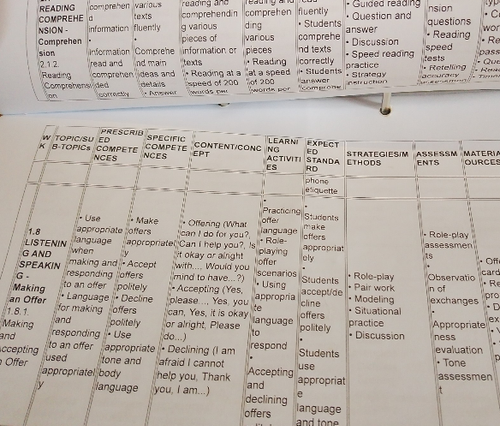 READING
COMPREHE
NSION -
Comprehen
sion
2.1.2.
Reading
Comprehensi
on
comprehen
d
information
fluently
•
information
read and
comprehen
ded
correctly
various
texts
fluently
•
Comprehe
main
ideas and
details
• Answer
reading and
comprehendin
g various
pieces of
information or
texts
• Reading at a
speed of 200
words per
comprehen
ding
various
pieces
• Reading
at a speed
of 200
words per
fluently
• Students
comprehe
nd texts
correctly
• Students
answer
• Guided reading
• Question and
answer
• Discussion
• Speed reading
practice
• Strategy
instruction
nsion
questions
• Reading
speed
tests
• Retelling
accuracy
W
K
TOPIC/SU
B-TOPICs
PRESCRIB
ED
COMPETE
NCES
SPECIFIC
COMPETE
NCES
CONTENT/CONC
EPT
LEARNI
NG
ACTIVITI
ES
EXPECT
ED
STANDA
RD
STRATEGIES/M
ETHODS
ASSESSM
ENTS
MATERIA
phone
etiquette
1.8
LISTENIN
G AND
SPEAKIN
G -
Making
an Offer
1.8.1.
Making
and
Accepting
an Offer
• Use
appropriate
language
when
making and
responding
to an offer
• Language
for making
and
responding
to an offer
used
appropriatel
y
• Make
offers
appropriatel
y
• Accept
offers
politely
• Decline
offers
politely
• Use
appropriate
tone and
body
language
• Offering (What
can I do for you?,
Can I help you?, Is
it okay or alright
with.... Would you
mind to have...?)
• Accepting (Yes,
please...., Yes, you
can, Yes, it is okay
or alright, Please
do...)
• Declining (I am
afraid I cannot
help you, Thank
you, I am...)
•
Practicing
offer
language
• Role-
playing
offer
scenarios
•
Using
appropria
te
language
to
respond
•
Accepting
and
declining
offers
•
Students
make
offers
appropriat
ely
•
Students
accept/de
cline
offers
politely
•
Students
use
appropriat
e
language
and tone
• Role-play
• Pair work
• Modeling
• Situational
practice
• Discussion
• Role-play
assessmen
ts
•
Observatio
n of
exchanges
•
Appropriate
ness
evaluation
• Tone
assessmen
t